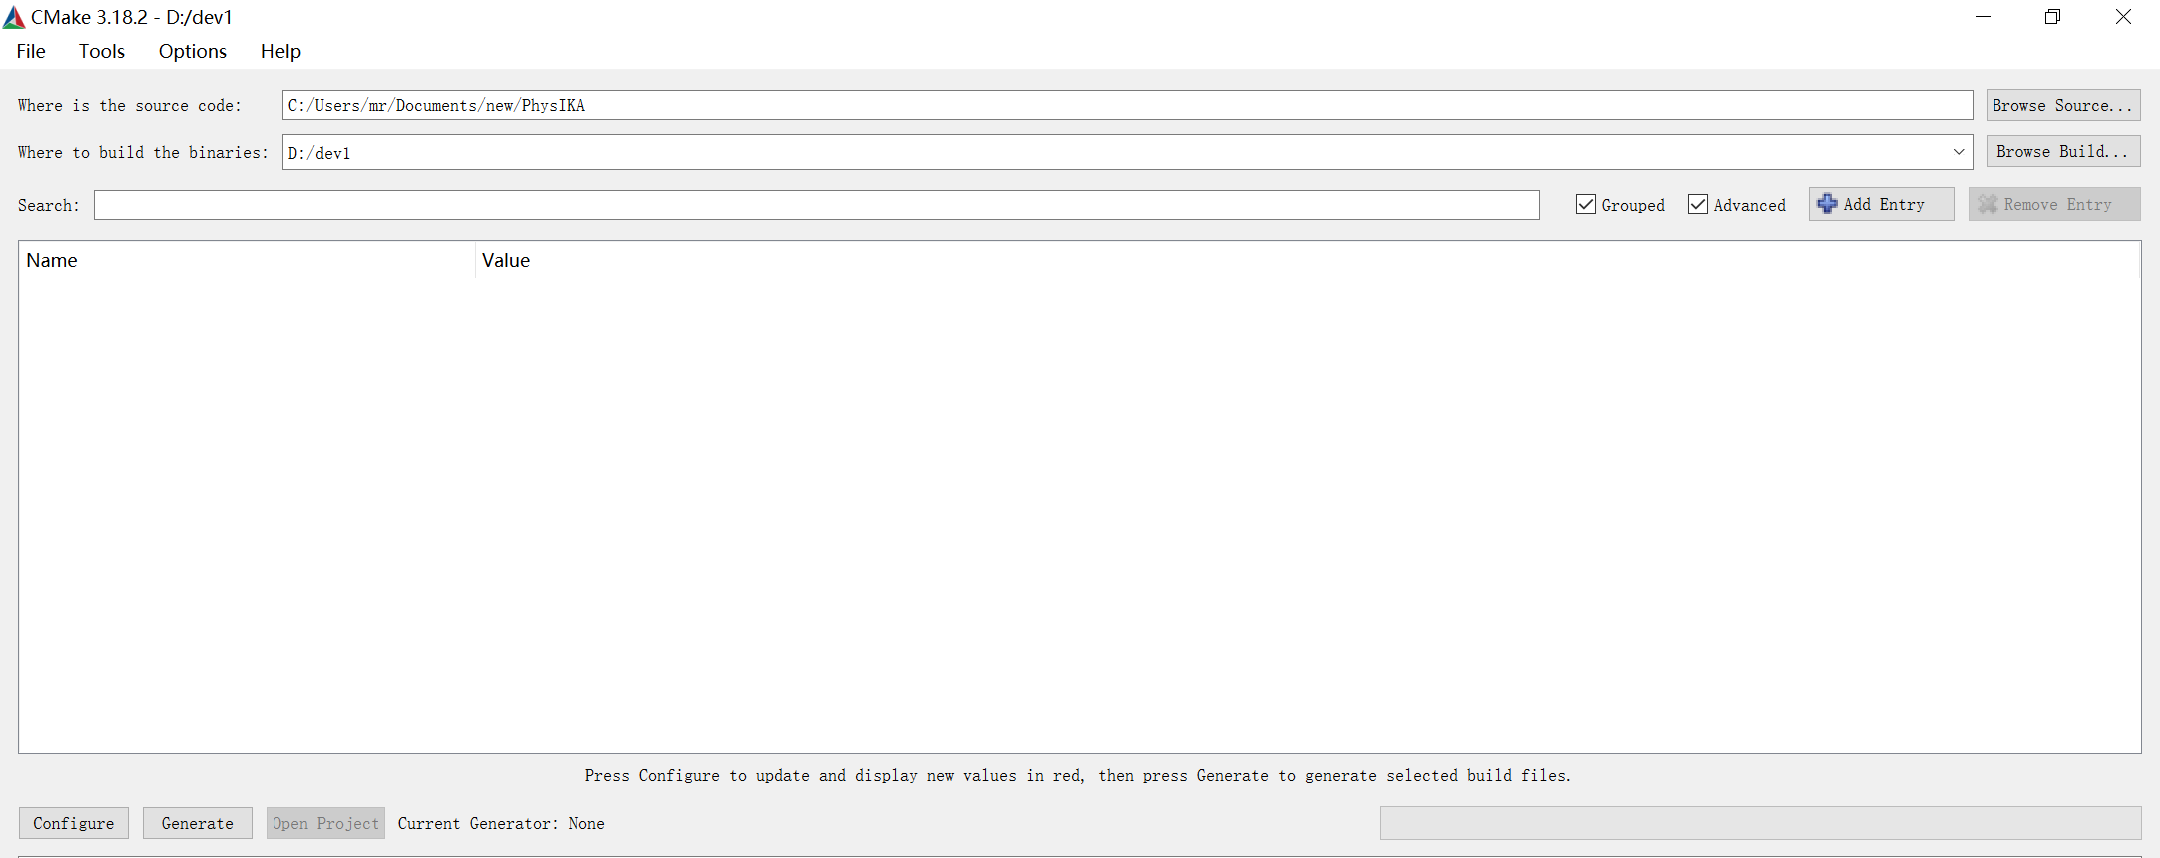 CMake 3.18.2 - D:/dev1
File Tools Options Help
Where is the source code: C:/Users/mr/Documents/new/PhysIKA Browse Source...
Where to build the binaries: D:/dev1 Browse Build...
Search: Grouped Advanced Add Entry Remove Entry
Name Value
Press Configure to update and display new values in red, then press Generate to generate selected build files.
Configure Generate Open Project Current Generator: None